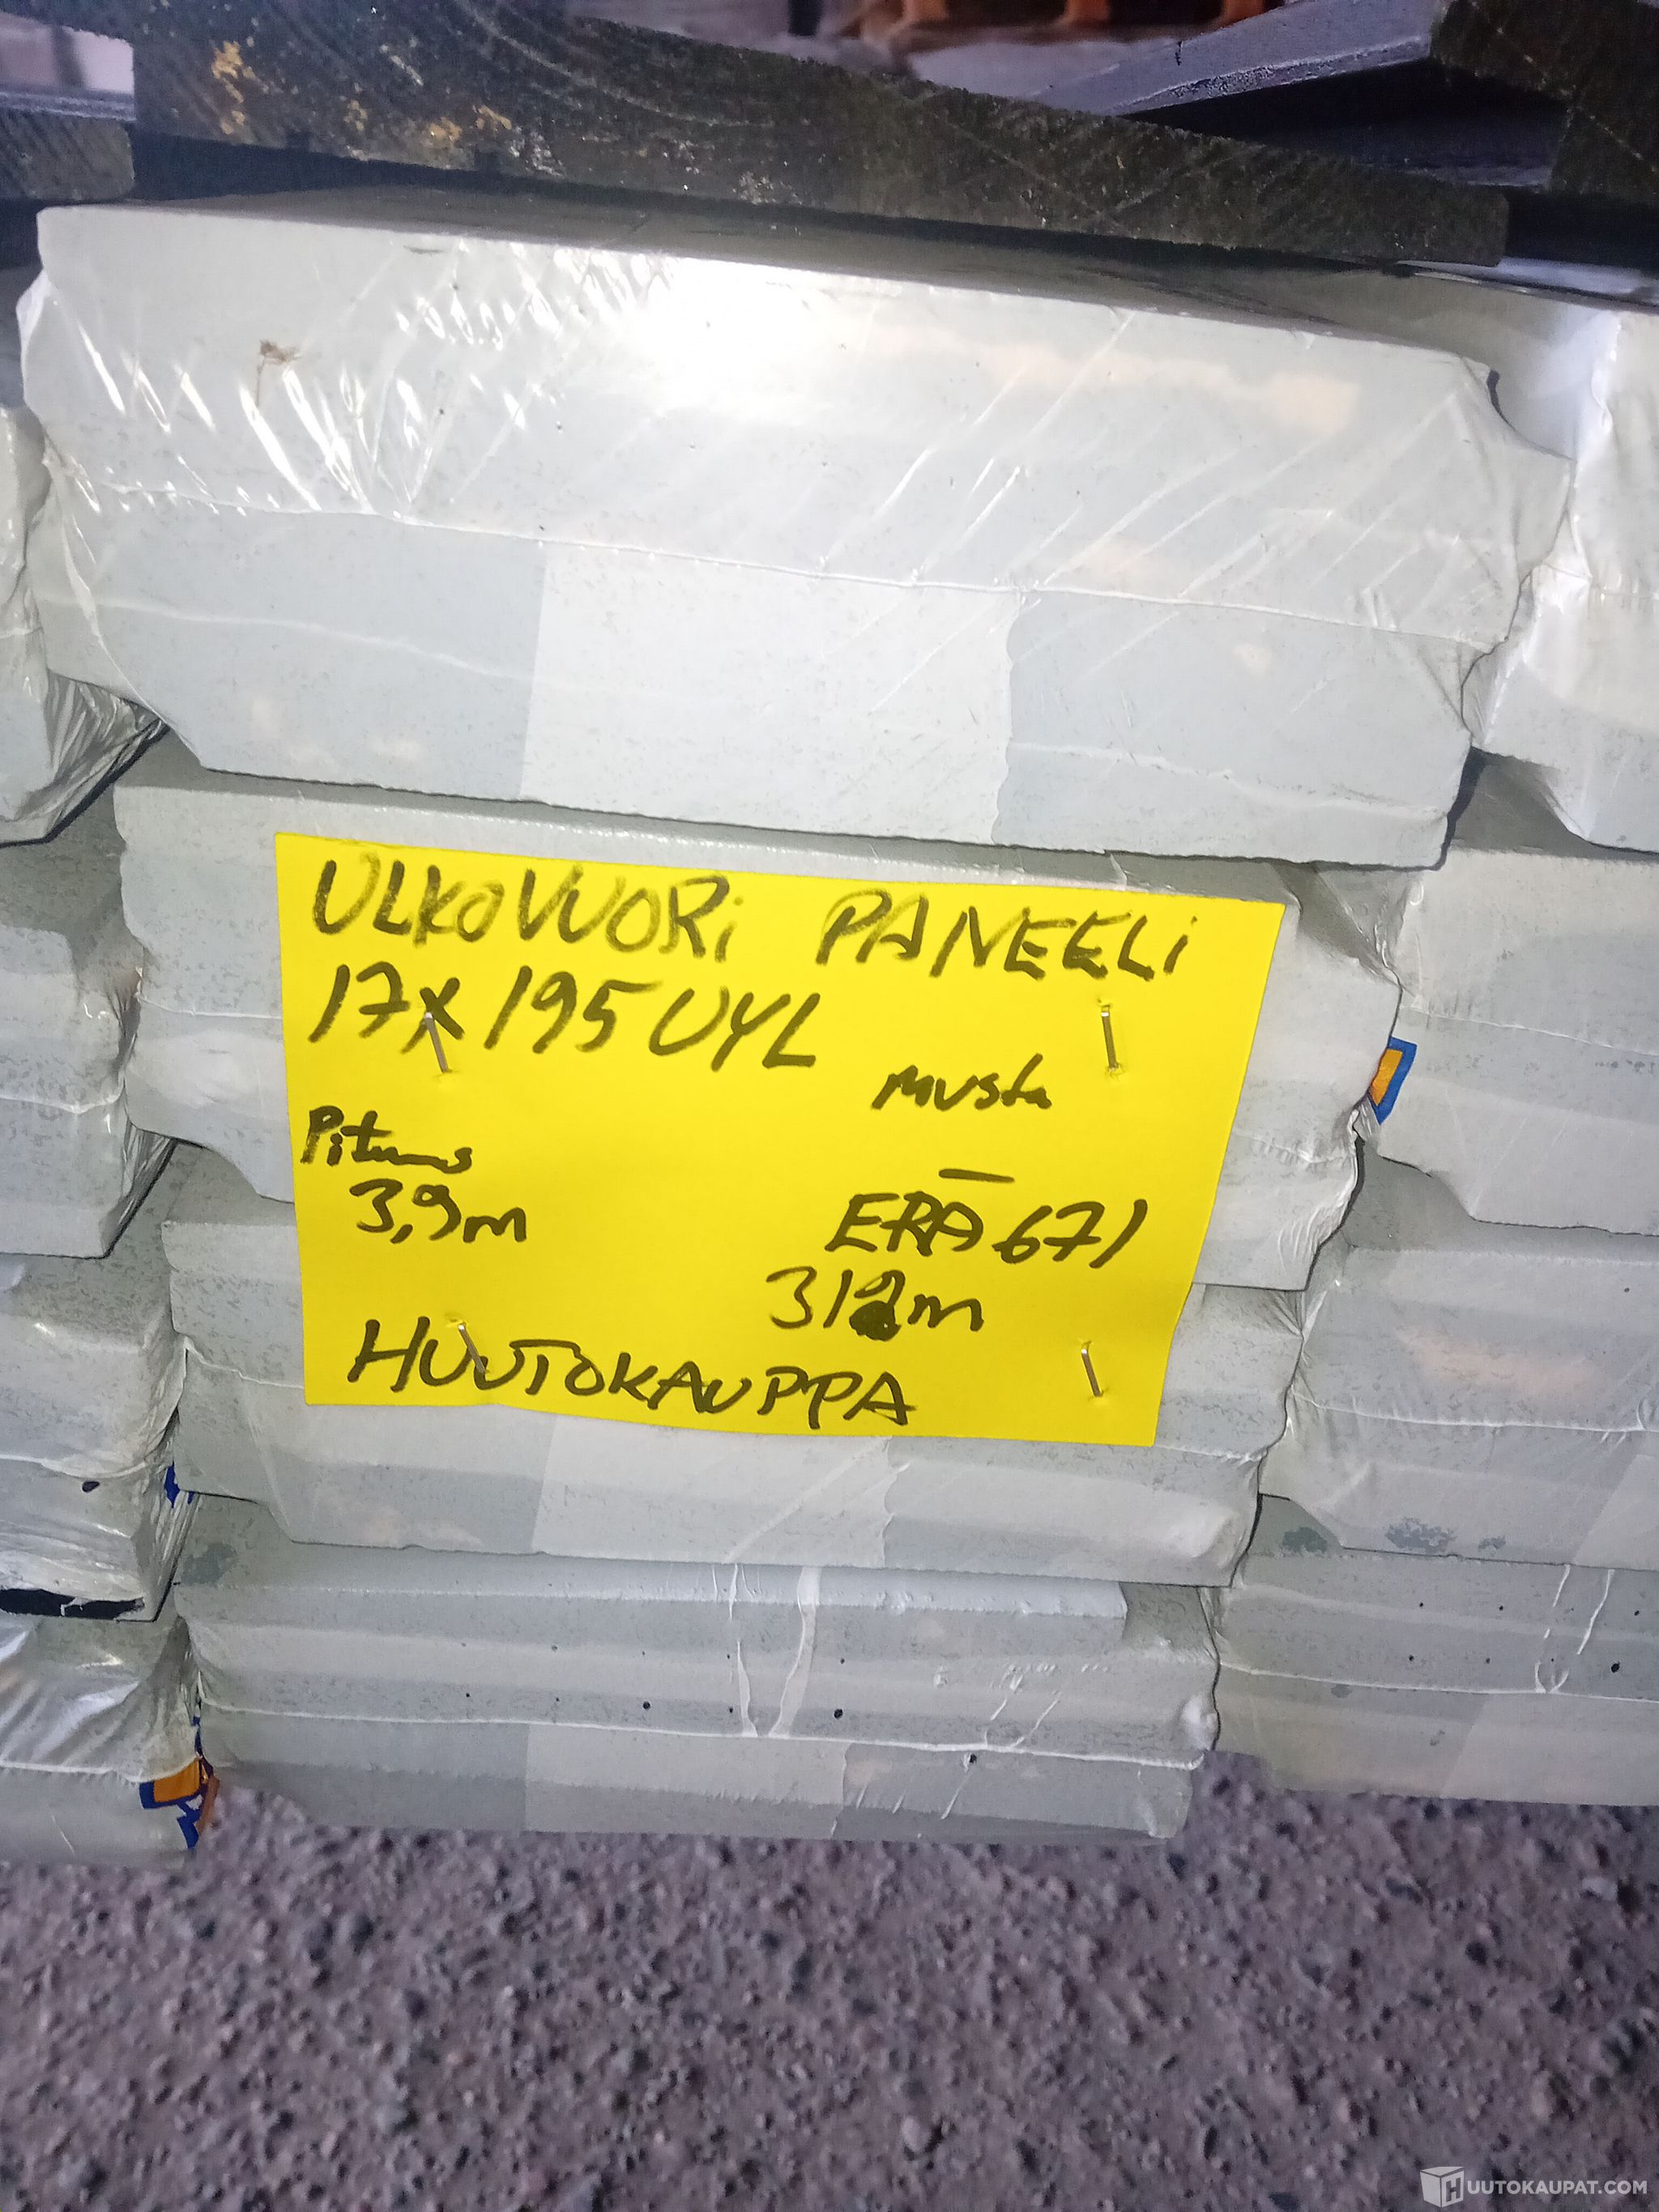 ULKOVUORi PANEELi
17x195 UYL
musta
Pituus
3,9m
ERÄ 671
312m
HUUTOKAUPPA
HUUTOKAUPAT.COM